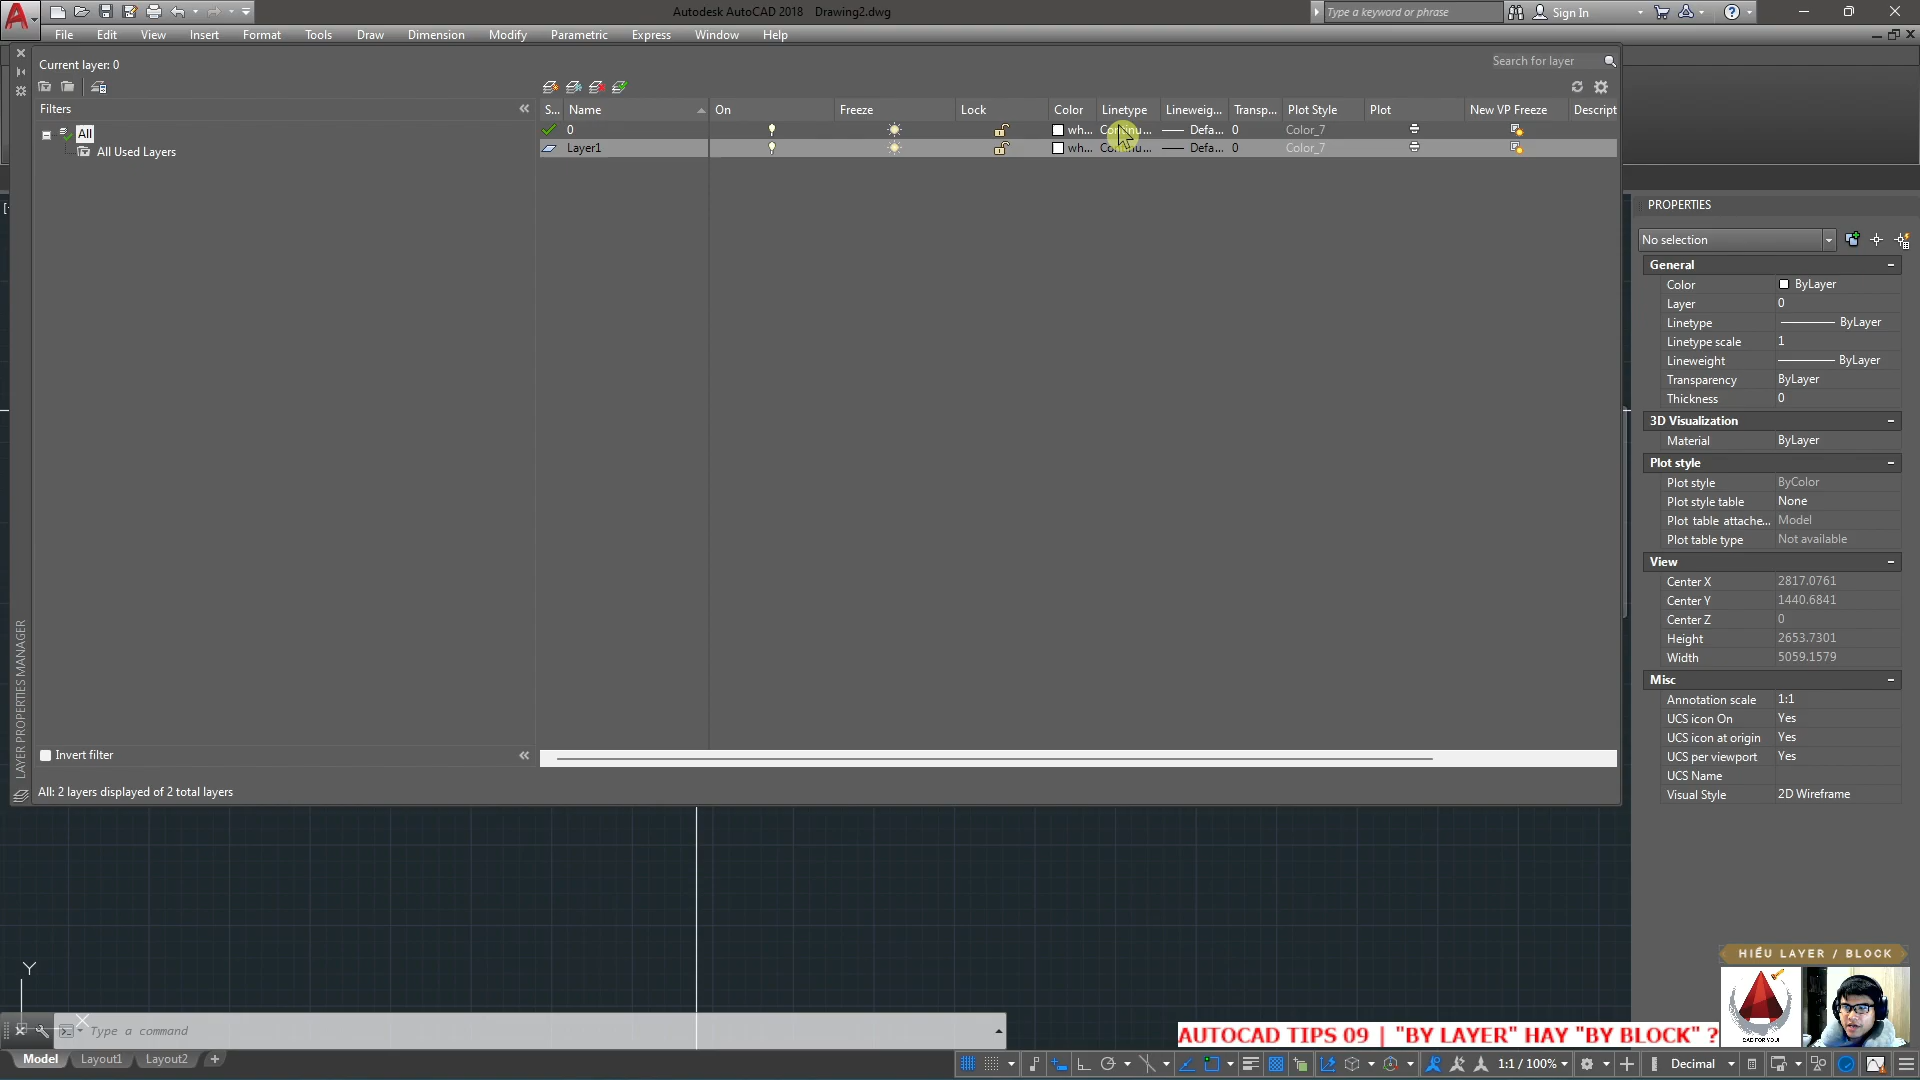 Autodesk AutoCAD 2018 Drawing2.dwg
Type a keyword or phrase
Sign In
File Edit View Insert Format Tools Draw Dimension Modify Parametric Express Window Help
Current layer: 0
Search for layer
Filters
All
All Used Layers
S... Name On Freeze Lock Color Linetype Lineweig... Transp... Plot Style Plot New VP Freeze Descript
0 wh... Continu... Defa... 0 Color_7
Layer1 wh... Continu... Defa... 0 Color_7
Invert filter
All: 2 layers displayed of 2 total layers
LAYER PROPERTIES MANAGER
PROPERTIES
No selection
General
Color ByLayer
Layer 0
Linetype ByLayer
Linetype scale 1
Lineweight ByLayer
Transparency ByLayer
Thickness 0
3D Visualization
Material ByLayer
Plot style
Plot style ByColor
Plot style table None
Plot table attache... Model
Plot table type Not available
View
Center X 2817.0761
Center Y 1440.6841
Center Z 0
Height 2653.7301
Width 5059.1579
Misc
Annotation scale 1:1
UCS icon On Yes
UCS icon at origin Yes
UCS per viewport Yes
UCS Name
Visual Style 2D Wireframe
HIỂU LAYER / BLOCK
CAD FOR YOU!
Y
X
Type a command
AUTOCAD TIPS 09 | "BY LAYER" HAY "BY BLOCK" ?
Model Layout1 Layout2 +
1:1 / 100% Decimal